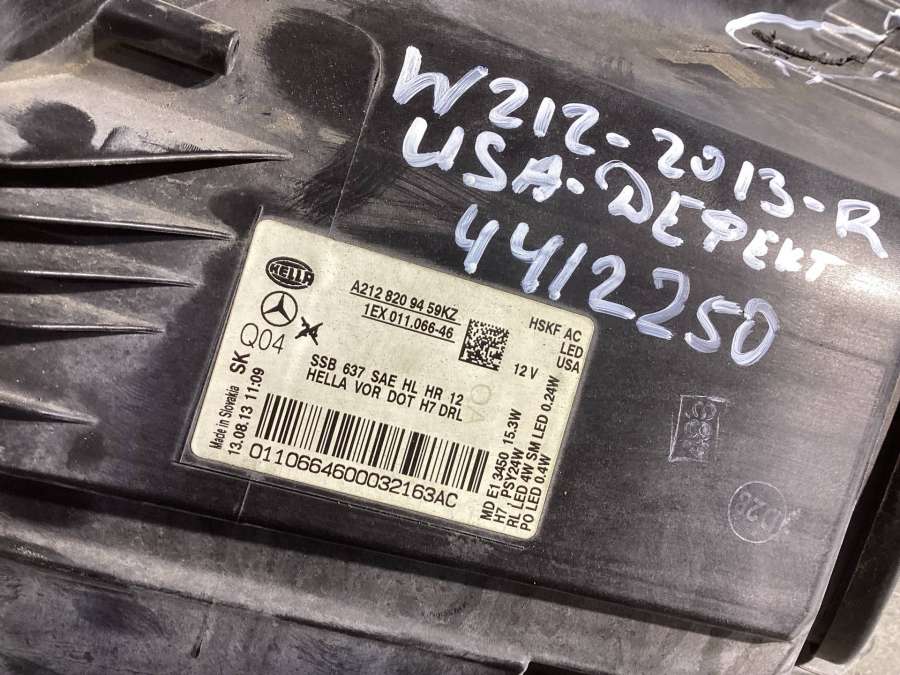 W212-2013-R
USA-ДЕФЕКТ
4412250
HELLA
A212 820 94 59KZ
1EX 011.066-46
Q04
HSKF AC
LED
USA
12 V
SSB 637 SAE HL HR 12
HELLA VOR DOT H7 DRL
OA
SK
Made in Slovakia
13.08.13 11:09
0110664600032163AC
MD E1 3450 15.3W
H7, PSY24W
RL LED 4W SM LED 0.24W
PO LED 0.4W